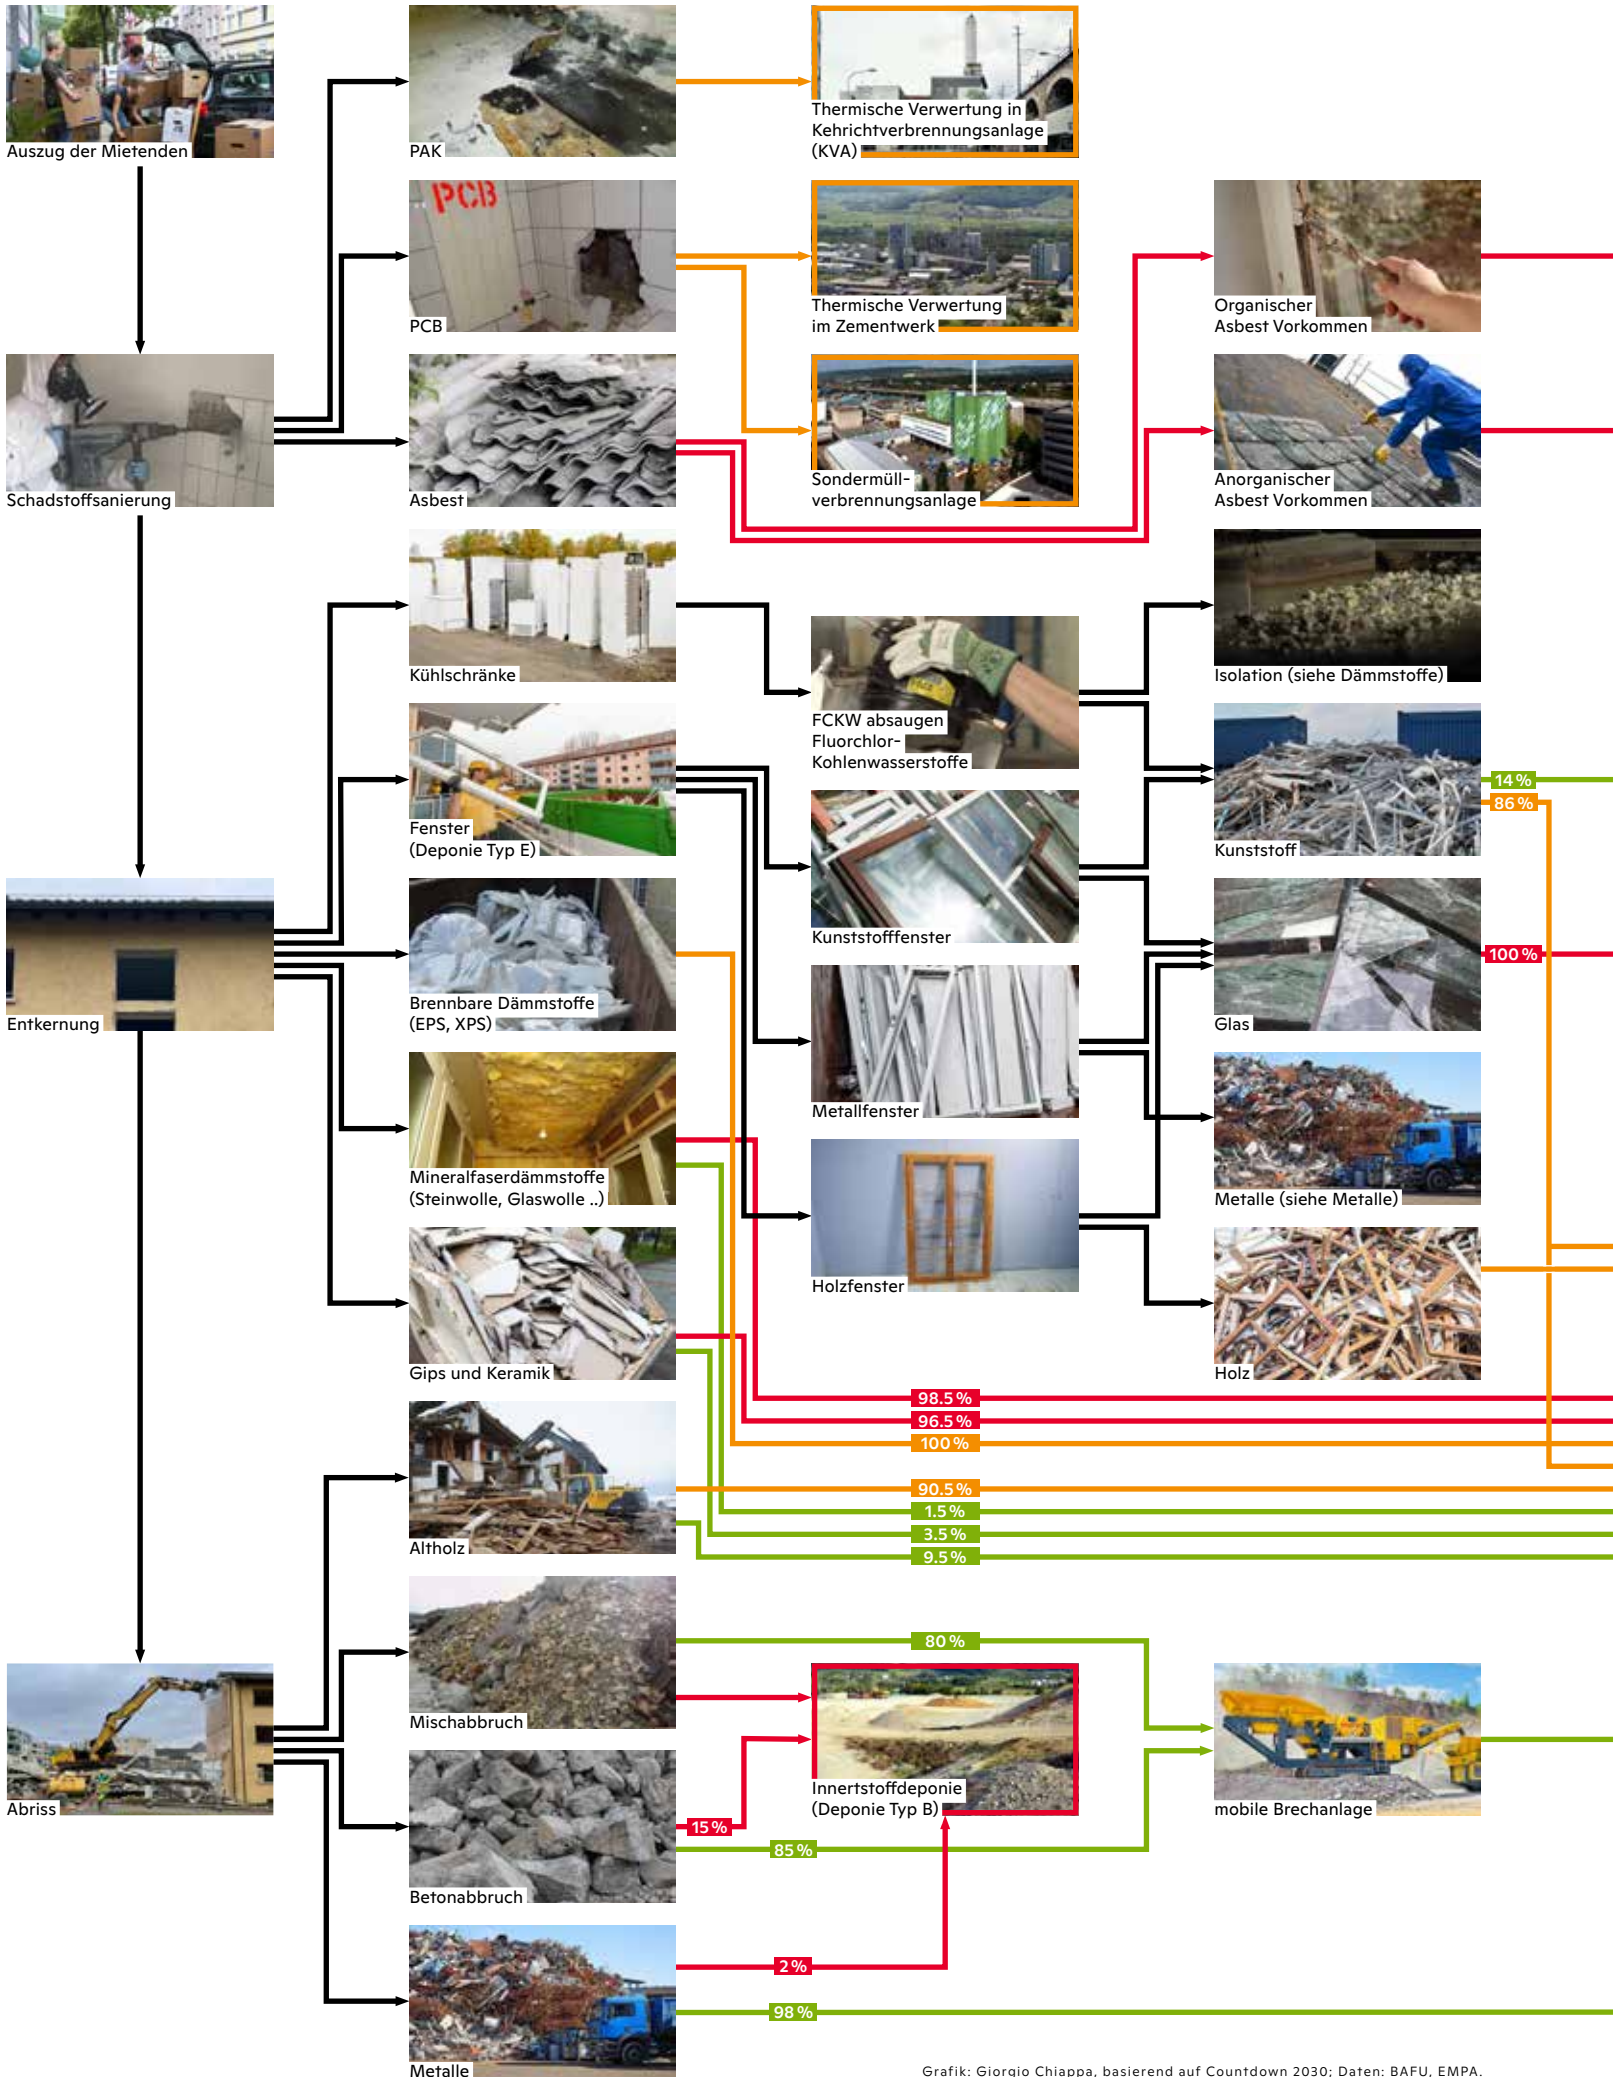 Auszug der Mietenden
PAK
Thermische Verwertung in
Kehrichtverbrennungsanlage
(KVA)
PCB
PCB
Thermische Verwertung
im Zementwerk
Organischer
Asbest Vorkommen
Schadstoffsanierung
Asbest
Sondermüll-
verbrennungsanlage
Anorganischer
Asbest Vorkommen
Kühlschränke
FCKW absaugen
Fluorchlor-
Kohlenwasserstoffe
Isolation (siehe Dämmstoffe)
Fenster
(Deponie Typ E)
Kunststofffenster
Kunststoff
14%
86%
Entkernung
Brennbare Dämmstoffe
(EPS, XPS)
Metallfenster
Glas
100%
Mineralfaserdämmstoffe
(Steinwolle, Glaswolle ..)
Holzfenster
Metalle (siehe Metalle)
Gips und Keramik
Holz
98.5%
96.5%
100%
90.5%
1.5%
3.5%
9.5%
Altholz
Mischabbruch
80%
Abriss
Innertstoffdeponie
(Deponie Typ B)
mobile Brechanlage
15%
85%
Betonabbruch
2%
98%
Metalle
Grafik: Giorgio Chiappa, basierend auf Countdown 2030; Daten: BAFU, EMPA.